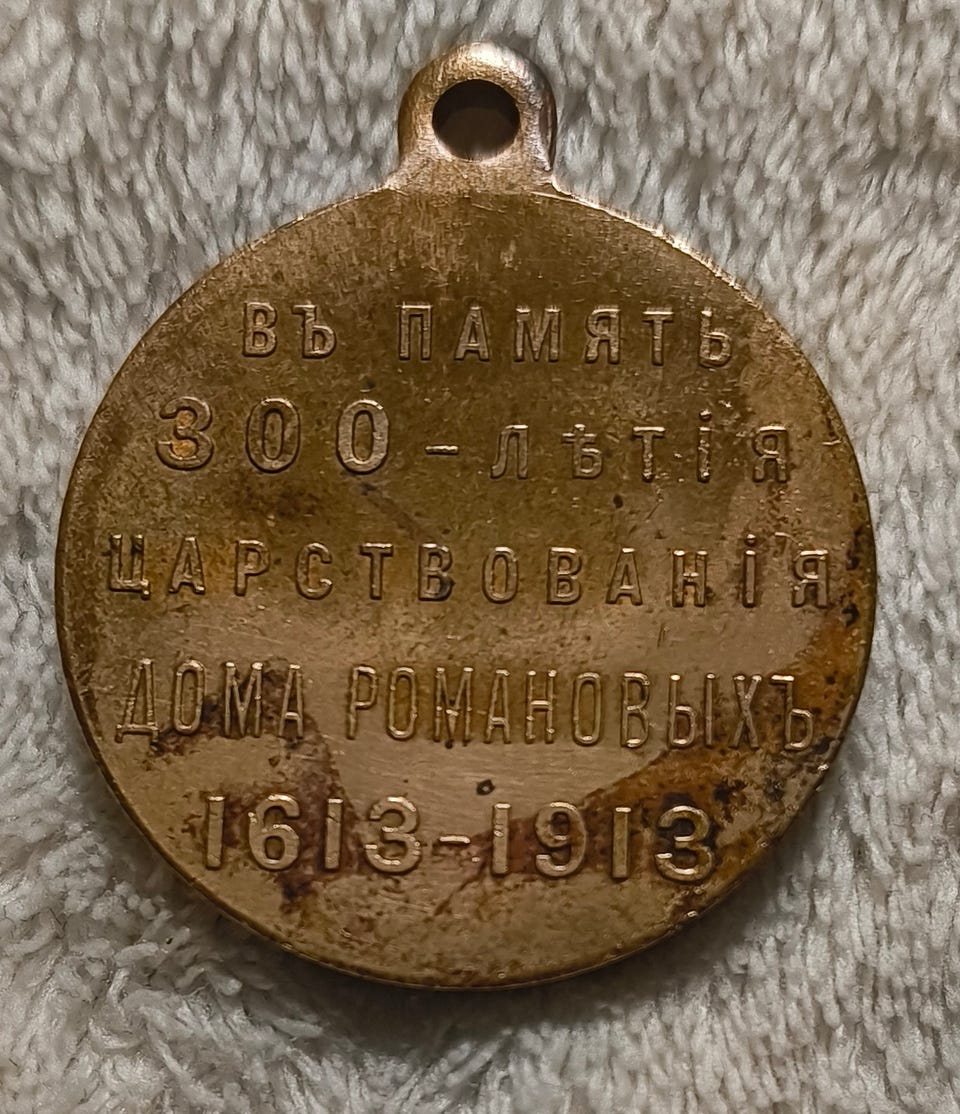 ВЪ ПАМЯТЬ
300-ЛѢТІЯ
ЦАРСТВОВАНІЯ
ДОМА РОМАНОВЫХЪ
1613-1913